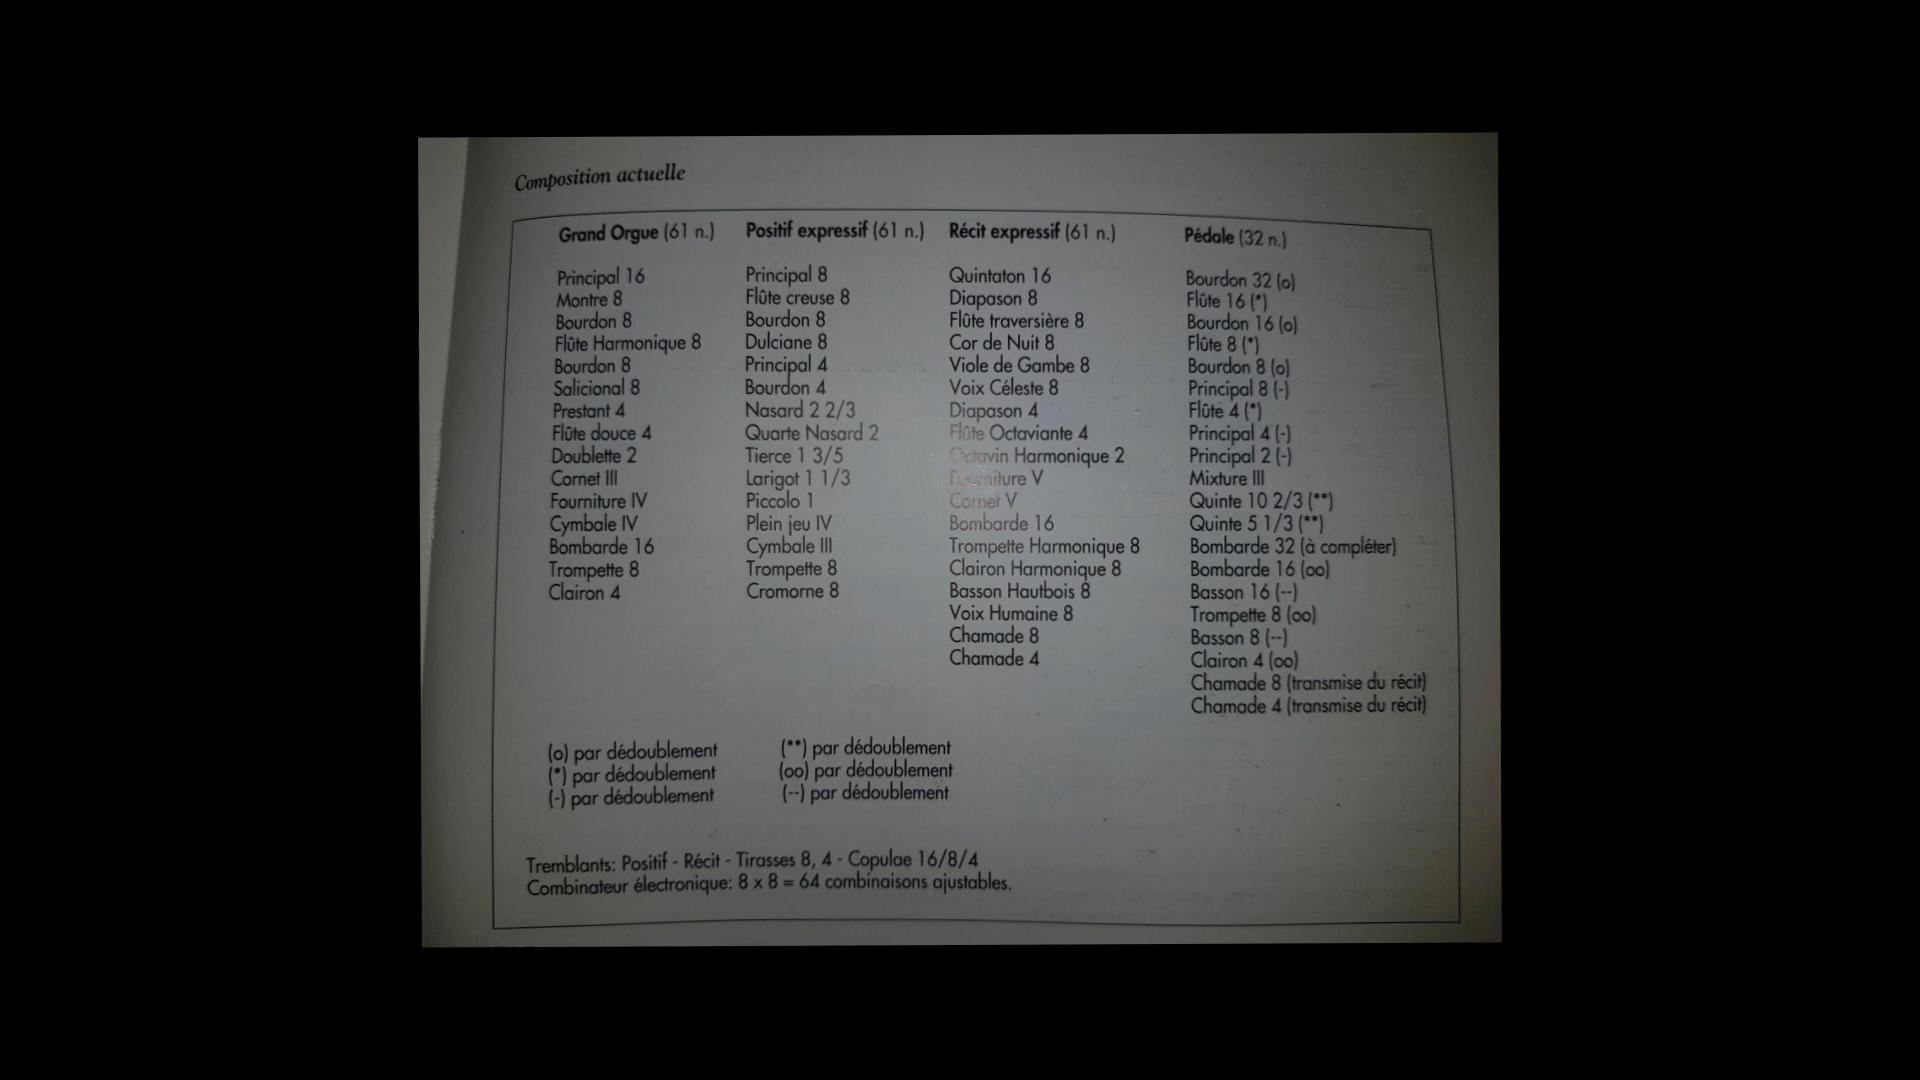 Composition actuelle
Grand Orgue (61 n.)
Principal 16
Montre 8
Bourdon 8
Flûte Harmonique 8
Bourdon 8
Salicional 8
Prestant 4
Flûte douce 4
Doublette 2
Cornet III
Fourniture IV
Cymbale IV
Bombarde 16
Trompette 8
Clairon 4
Positif expressif (61 n.)
Principal 8
Flûte creuse 8
Bourdon 8
Dulciane 8
Principal 4
Bourdon 4
Nasard 2 2/3
Quarte Nasard 2
Tierce 1 3/5
Larigot 1 1/3
Piccolo 1
Plein jeu IV
Cymbale III
Trompette 8
Cromorne 8
Récit expressif (61 n.)
Quintaton 16
Diapason 8
Flûte traversière 8
Cor de Nuit 8
Viole de Gambe 8
Voix Céleste 8
Diapason 4
Flûte Octaviante 4
Octavin Harmonique 2
Fourniture V
Cornet V
Bombarde 16
Trompette Harmonique 8
Clairon Harmonique 8
Basson Hautbois 8
Voix Humaine 8
Chamade 8
Chamade 4
Pédale (32 n.)
Bourdon 32 (o)
Flûte 16 (*)
Bourdon 16 (o)
Flûte 8 (*)
Bourdon 8 (o)
Principal 8 (-)
Flûte 4 (*)
Principal 4 (-)
Principal 2 (-)
Mixture III
Quinte 10 2/3 (**)
Quinte 5 1/3 (**)
Bombarde 32 (à compléter)
Bombarde 16 (oo)
Basson 16 (--)
Trompette 8 (oo)
Basson 8 (--)
Clairon 4 (oo)
Chamade 8 (transmise du récit)
Chamade 4 (transmise du récit)
(o) par dédoublement
(*) par dédoublement
(-) par dédoublement
(**) par dédoublement
(oo) par dédoublement
(--) par dédoublement
Tremblants: Positif - Récit - Tirasses 8, 4 - Copulae 16/8/4
Combinateur électronique: 8 x 8 = 64 combinaisons ajustables.